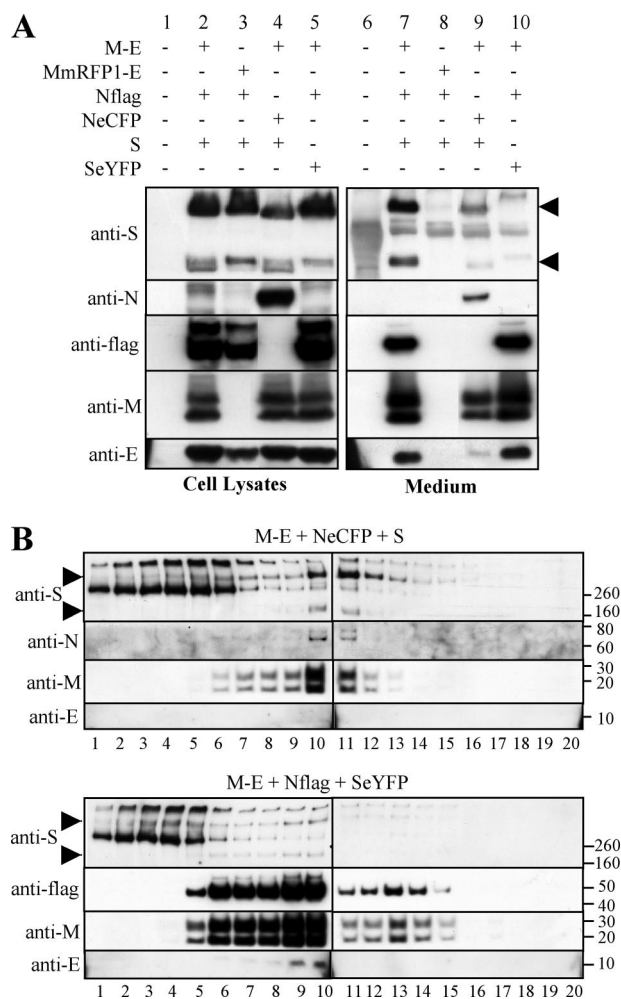 A
1 2 3 4 5 6 7 8 9 10
M-E - + - + + - + - + +
MmRFP1-E - - + - - - - + - -
Nflag - + + - + - + + - +
NeCFP - - - + - - - - + -
S - + + + - - + + + -
SeYFP - - - - + - - - - +
anti-S
anti-N
anti-flag
anti-M
anti-E
Cell Lysates Medium
B
M-E + NeCFP + S
anti-S
260
160
anti-N
80
60
anti-M
30
20
anti-E
10
1 2 3 4 5 6 7 8 9 10 11 12 13 14 15 16 17 18 19 20
M-E + Nflag + SeYFP
anti-S
260
160
anti-flag
50
40
anti-M
30
20
anti-E
10
1 2 3 4 5 6 7 8 9 10 11 12 13 14 15 16 17 18 19 20